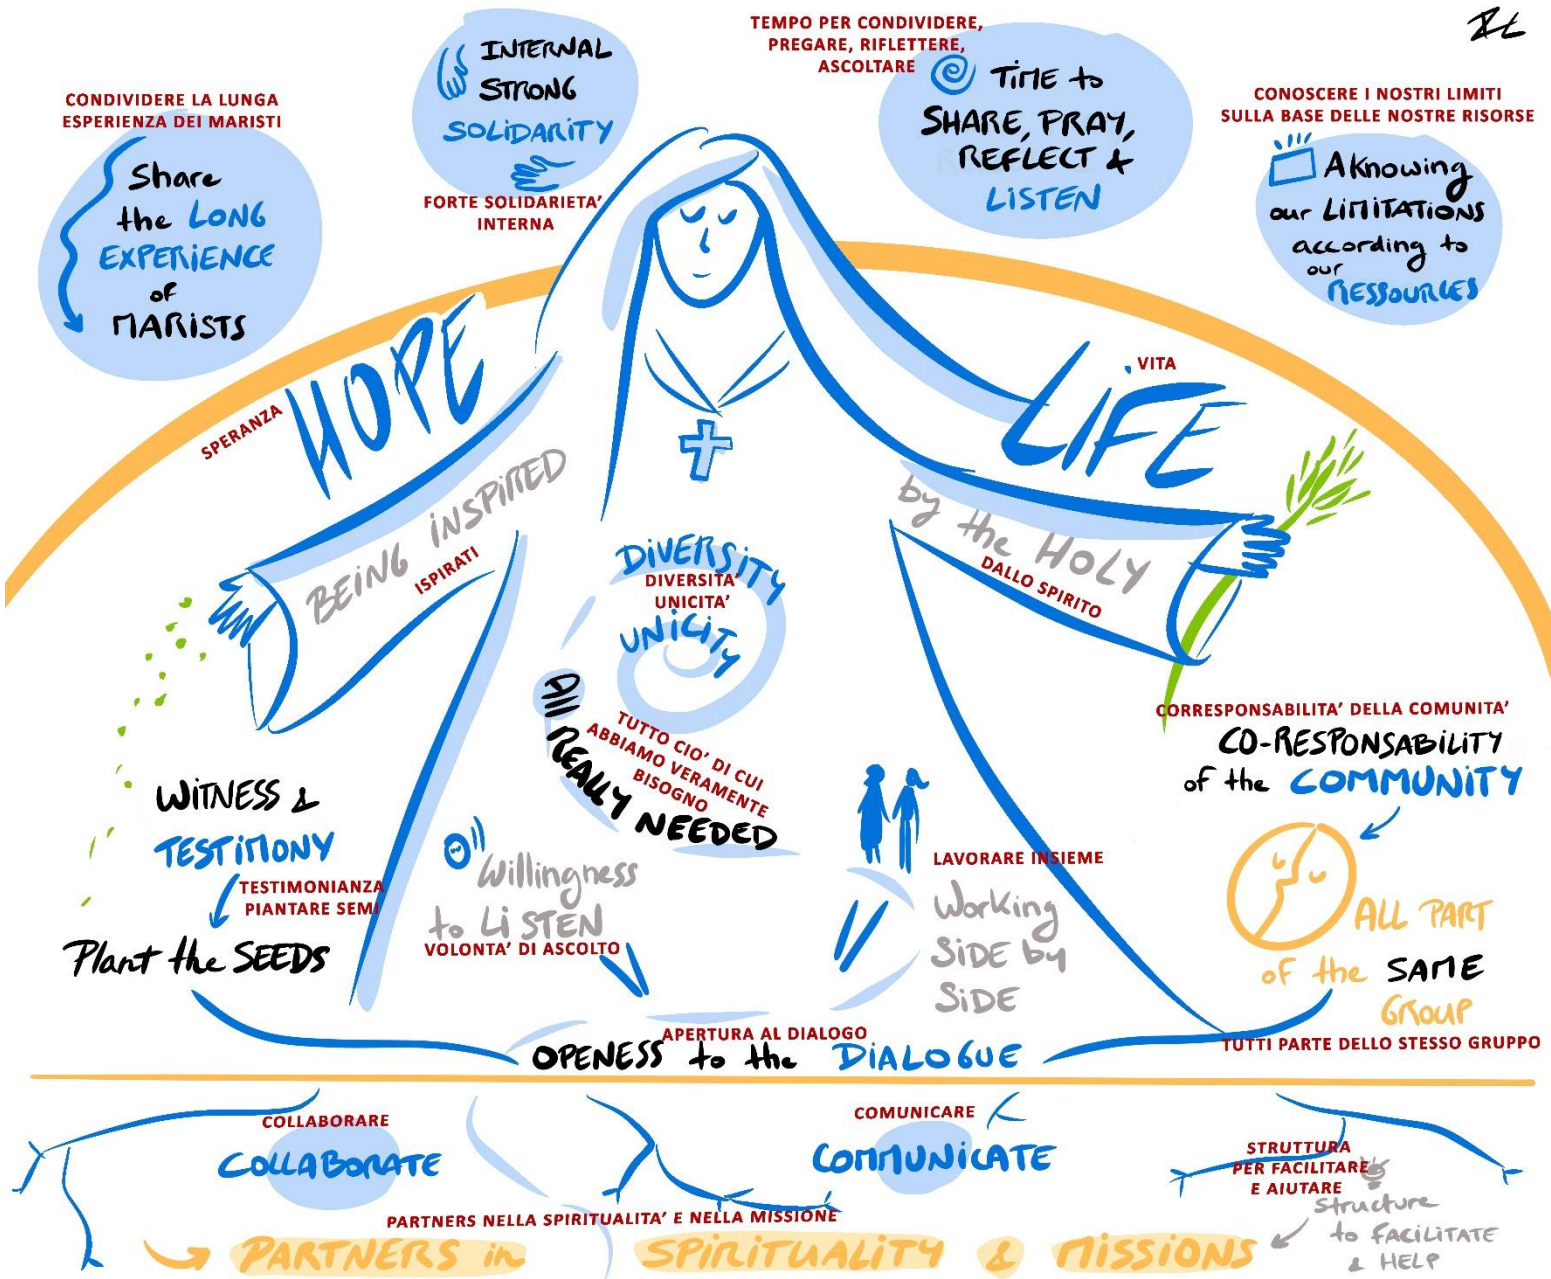 CONDIVIDERE LA LUNGA
ESPERIENZA DEI MARISTI
Share
the LONG
EXPERIENCE
of
MARISTS
INTERNAL
STRONG
SOLIDARITY
FORTE SOLIDARIETA'
INTERNA
TEMPO PER CONDIVIDERE,
PREGARE, RIFLETTERE,
ASCOLTARE
TIME to
SHARE, PRAY,
REFLECT &
LISTEN
CONOSCERE I NOSTRI LIMITI
SULLA BASE DELLE NOSTRE RISORSE
AKnowing
our LIMITATIONS
according to
our
RESSOURCES
SPERANZA
HOPE
VITA
LIFE
BEING INSPIRED
ISPIRATI
by the HOLY
DALLO SPIRITO
DIVERSITY
DIVERSITA'
UNICITA'
UNICITY
All
REALLY NEEDED
TUTTO CIO' DI CUI
ABBIAMO VERAMENTE
BISOGNO
WITNESS &
TESTIMONY
TESTIMONIANZA
PIANTARE SEMI
Plant the SEEDS
Willingness
to LISTEN
VOLONTA' DI ASCOLTO
LAVORARE INSIEME
Working
SIDE by
SIDE
CORRESPONSABILITA' DELLA COMUNITA'
CO-RESPONSABILITY
of the COMMUNITY
ALL PART
of the SAME
GROUP
TUTTI PARTE DELLO STESSO GRUPPO
APERTURA AL DIALOGO
OPENESS to the DIALOGUE
COLLABORARE
COLLABORATE
COMUNICARE
COMMUNICATE
STRUTTURA
PER FACILITARE
E AIUTARE
Structure
to FACILITATE
& HELP
PARTNERS NELLA SPIRITUALITA' E NELLA MISSIONE
PARTNERS in SPIRITUALITY & MISSIONS